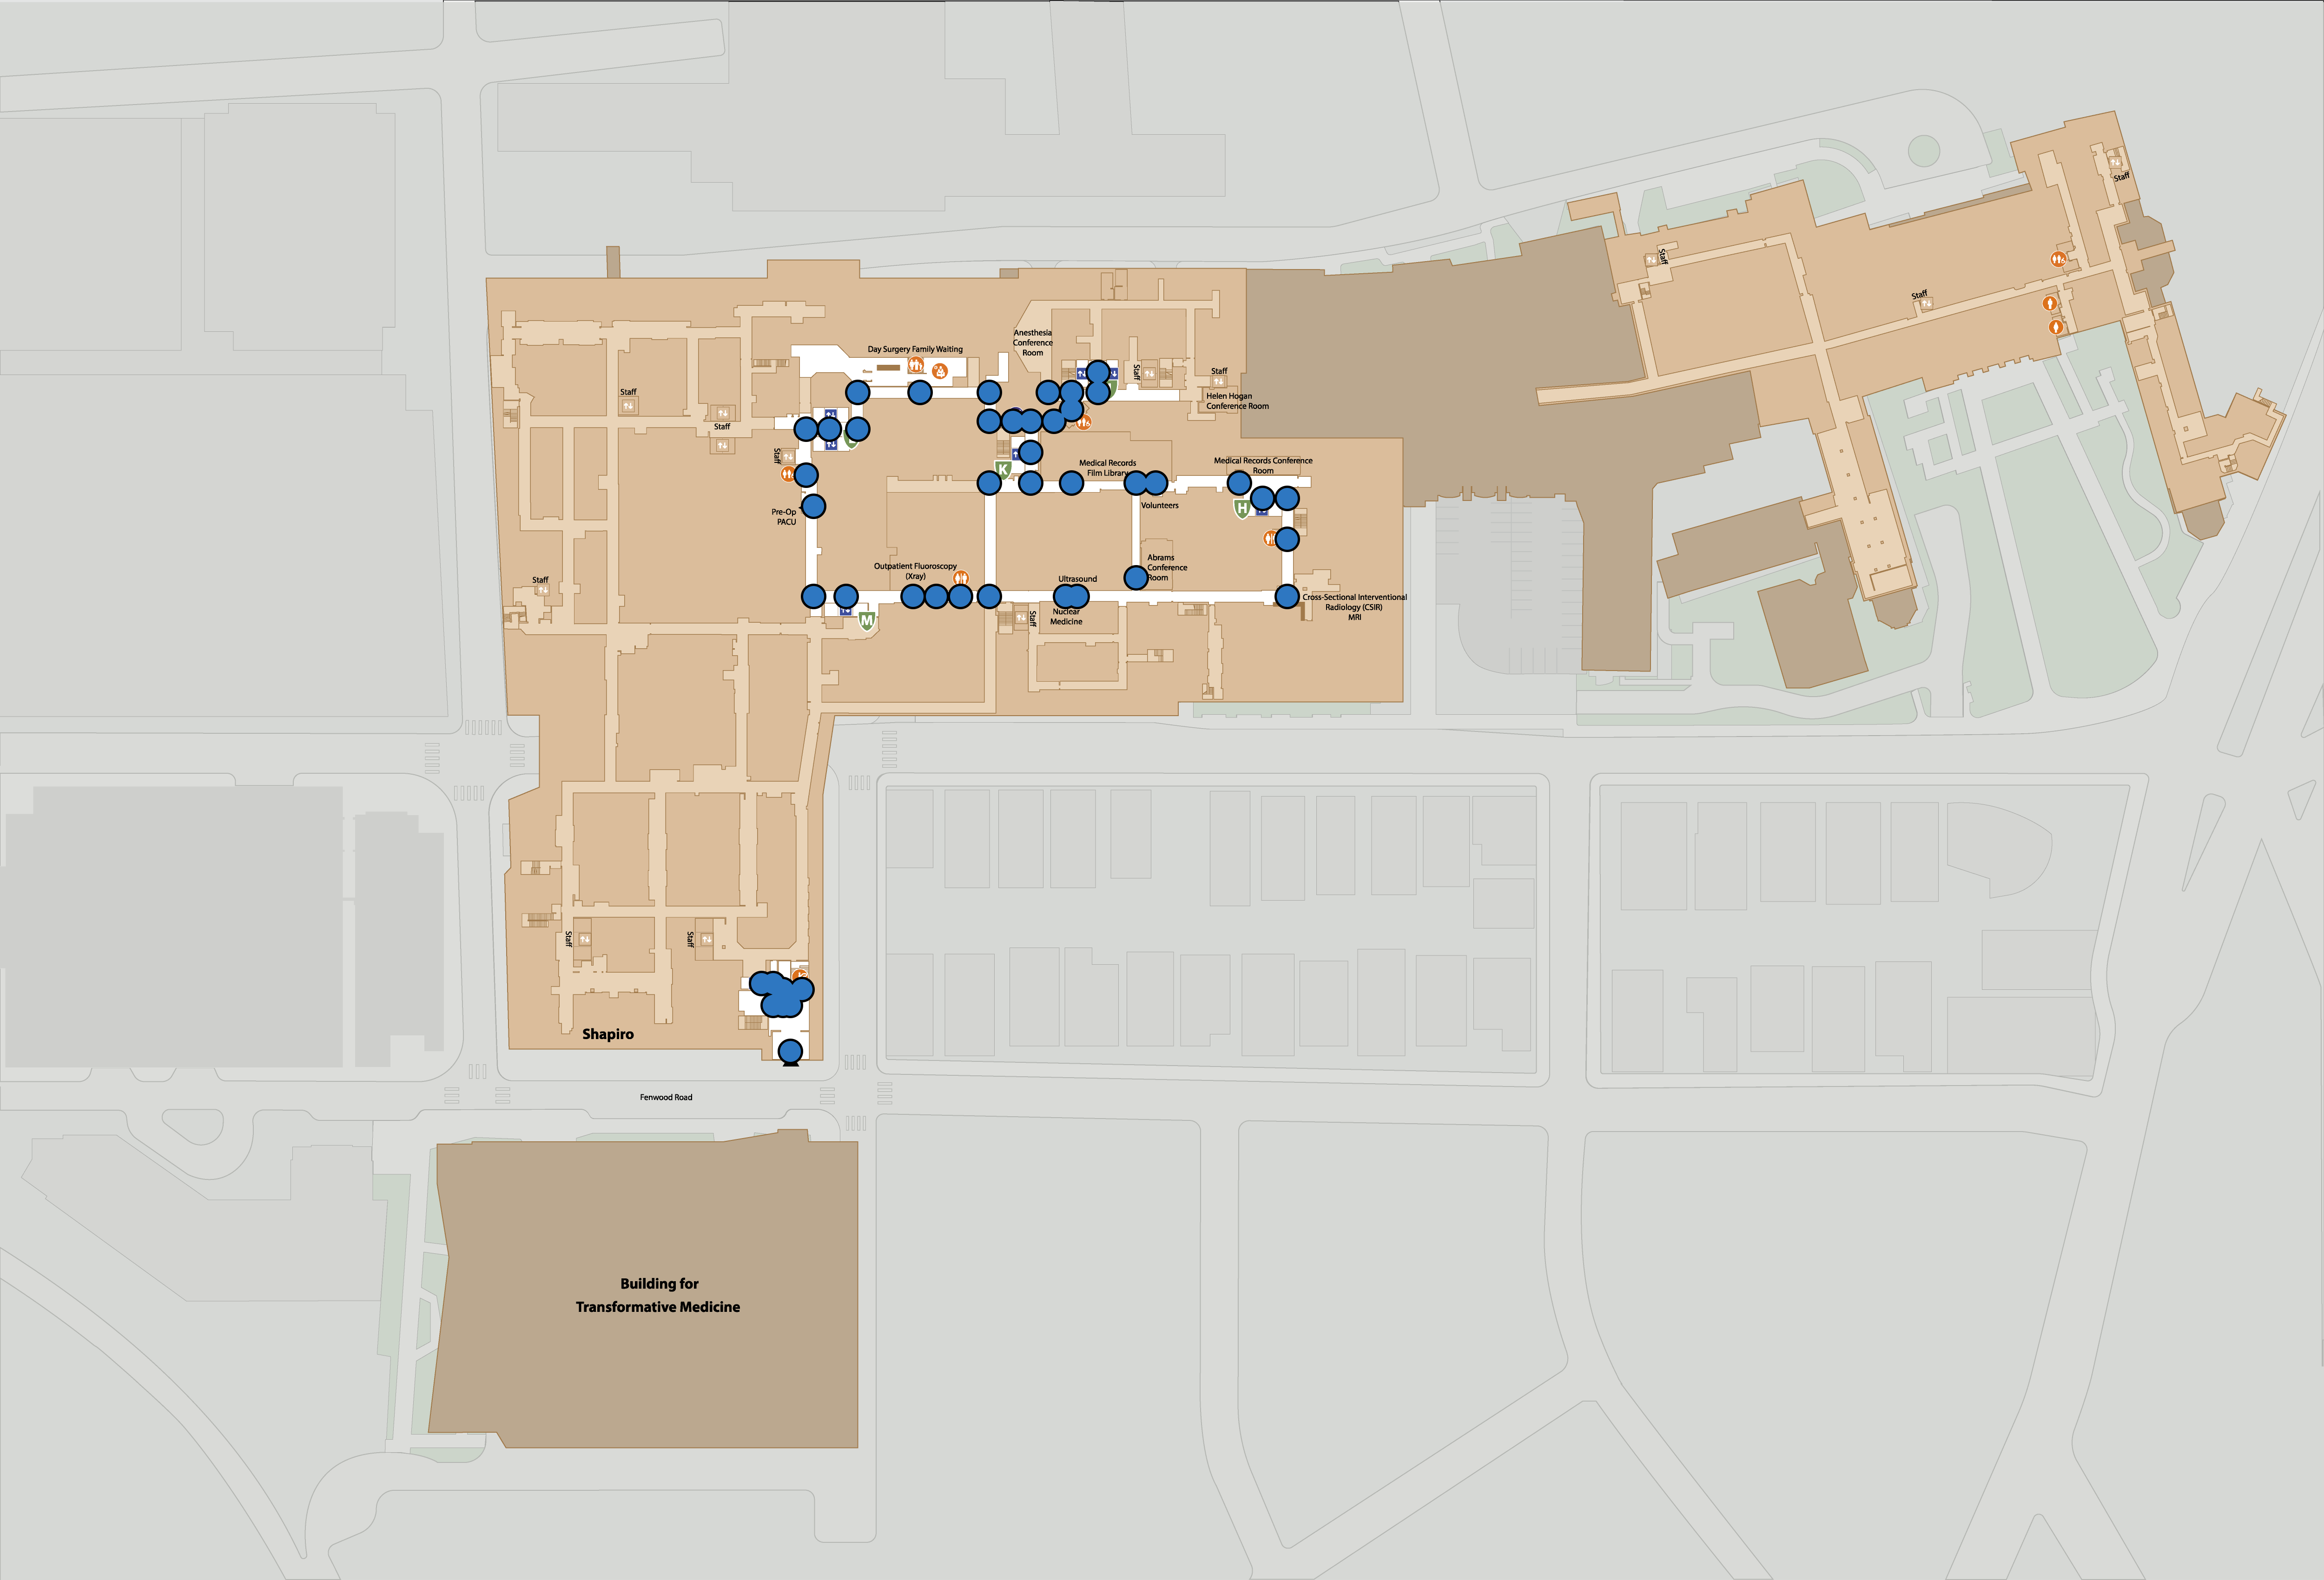 Staff
Staff
Staff
Anesthesia
Conference
Room
Day Surgery Family Waiting
Staff
Staff
Helen Hogan
Conference Room
Staff
Staff
Staff
K
Medical Records
Film Library
Medical Records Conference
Room
H
Volunteers
Pre-Op
PACU
Abrams
Conference
Room
Outpatient Fluoroscopy
(Xray)
Staff
Ultrasound
Nuclear
Medicine
Staff
M
Cross-Sectional Interventional
Radiology (CSIR)
MRI
Staff
Staff
Shapiro
Fenwood Road
Building for
Transformative Medicine